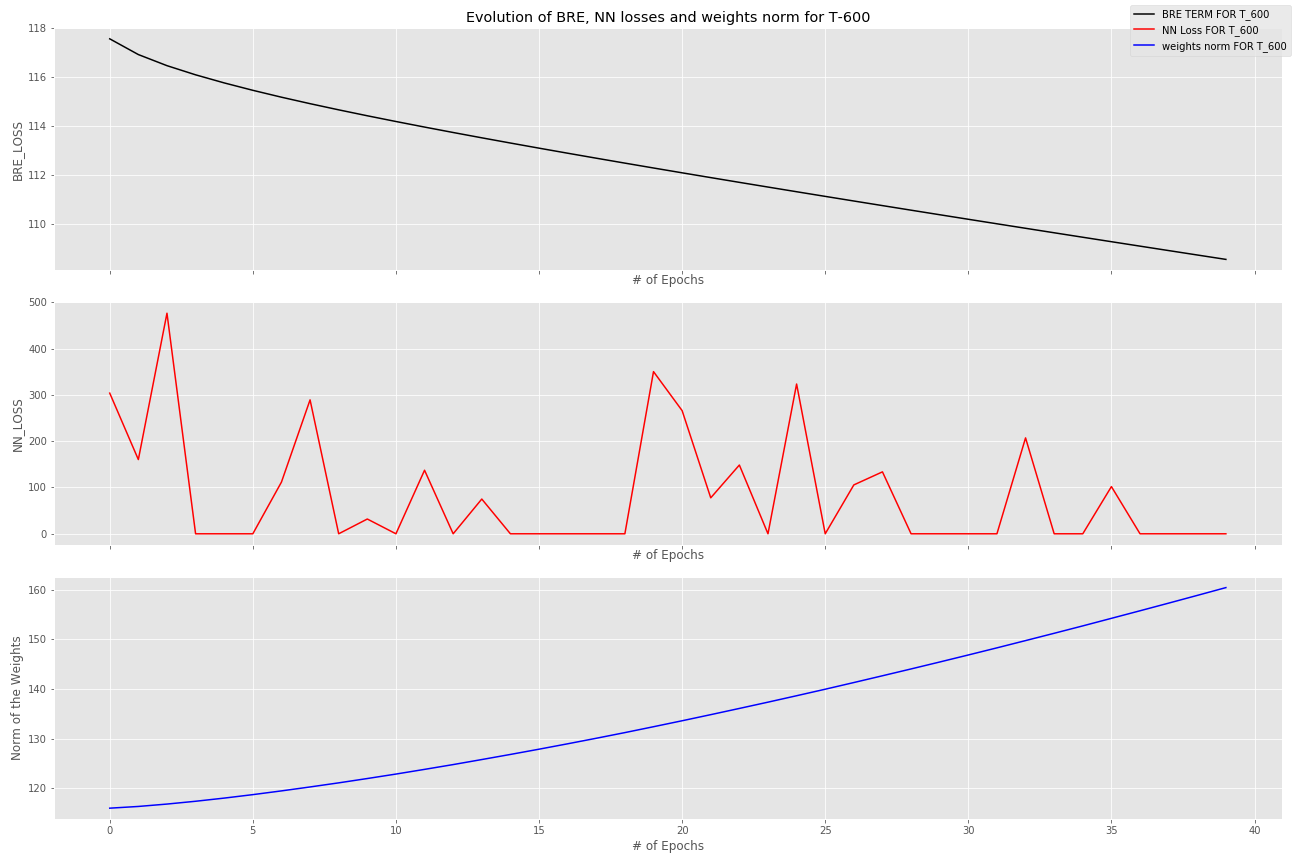 Evolution of BRE, NN losses and weights norm for T-600
BRE TERM FOR T_600
NN Loss FOR T_600
weights norm FOR T_600
BRE_LOSS
118
116
114
112
110
# of Epochs
NN_LOSS
500
400
300
200
100
0
# of Epochs
Norm of the Weights
160
150
140
130
120
0 5 10 15 20 25 30 35 40
# of Epochs